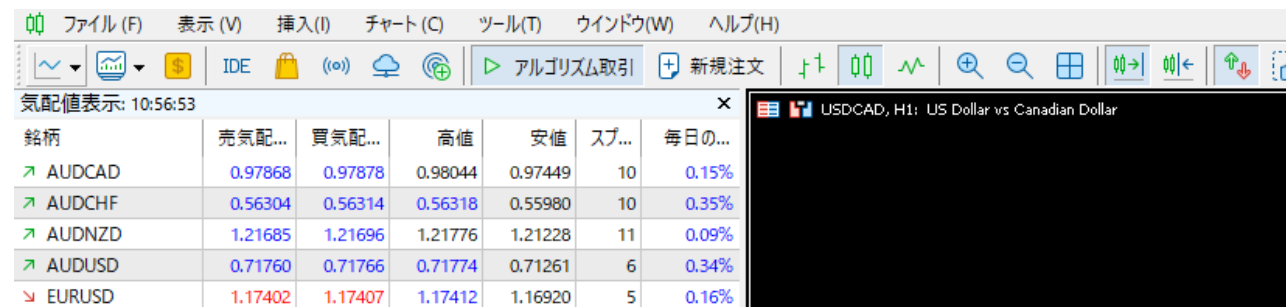 ファイル (F) 表示 (V) 挿入(I) チャート (C) ツール(T) ウインドウ(W) ヘルプ(H)
$ IDE アルゴリズム取引 新規注文
気配値表示: 10:56:53
USDCAD, H1: US Dollar vs Canadian Dollar
銘柄 売気配... 買気配... 高値 安値 スプ... 毎日の...
AUDCAD 0.97868 0.97878 0.98044 0.97449 10 0.15%
AUDCHF 0.56304 0.56314 0.56318 0.55980 10 0.35%
AUDNZD 1.21685 1.21696 1.21776 1.21228 11 0.09%
AUDUSD 0.71760 0.71766 0.71774 0.71261 6 0.34%
EURUSD 1.17402 1.17407 1.17412 1.16920 5 0.16%